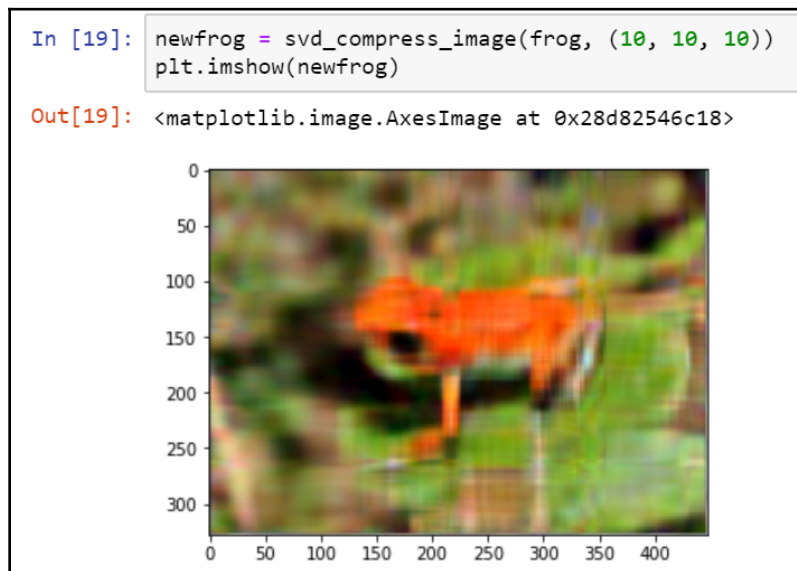 In [19]: newfrog = svd_compress_image(frog, (10, 10, 10))
plt.imshow(newfrog)
Out[19]: <matplotlib.image.AxesImage at 0x28d82546c18>
0
50
100
150
200
250
300
0 50 100 150 200 250 300 350 400